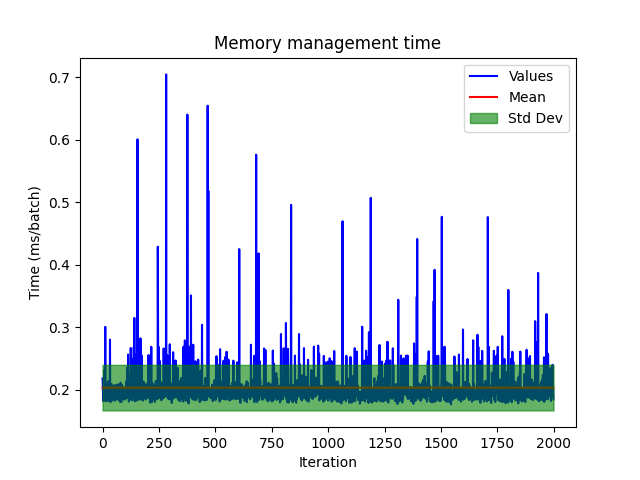 Memory management time
Values
Mean
Std Dev
0.7
0.6
0.5
0.4
0.3
0.2
Time (ms/batch)
0 250 500 750 1000 1250 1500 1750 2000
Iteration